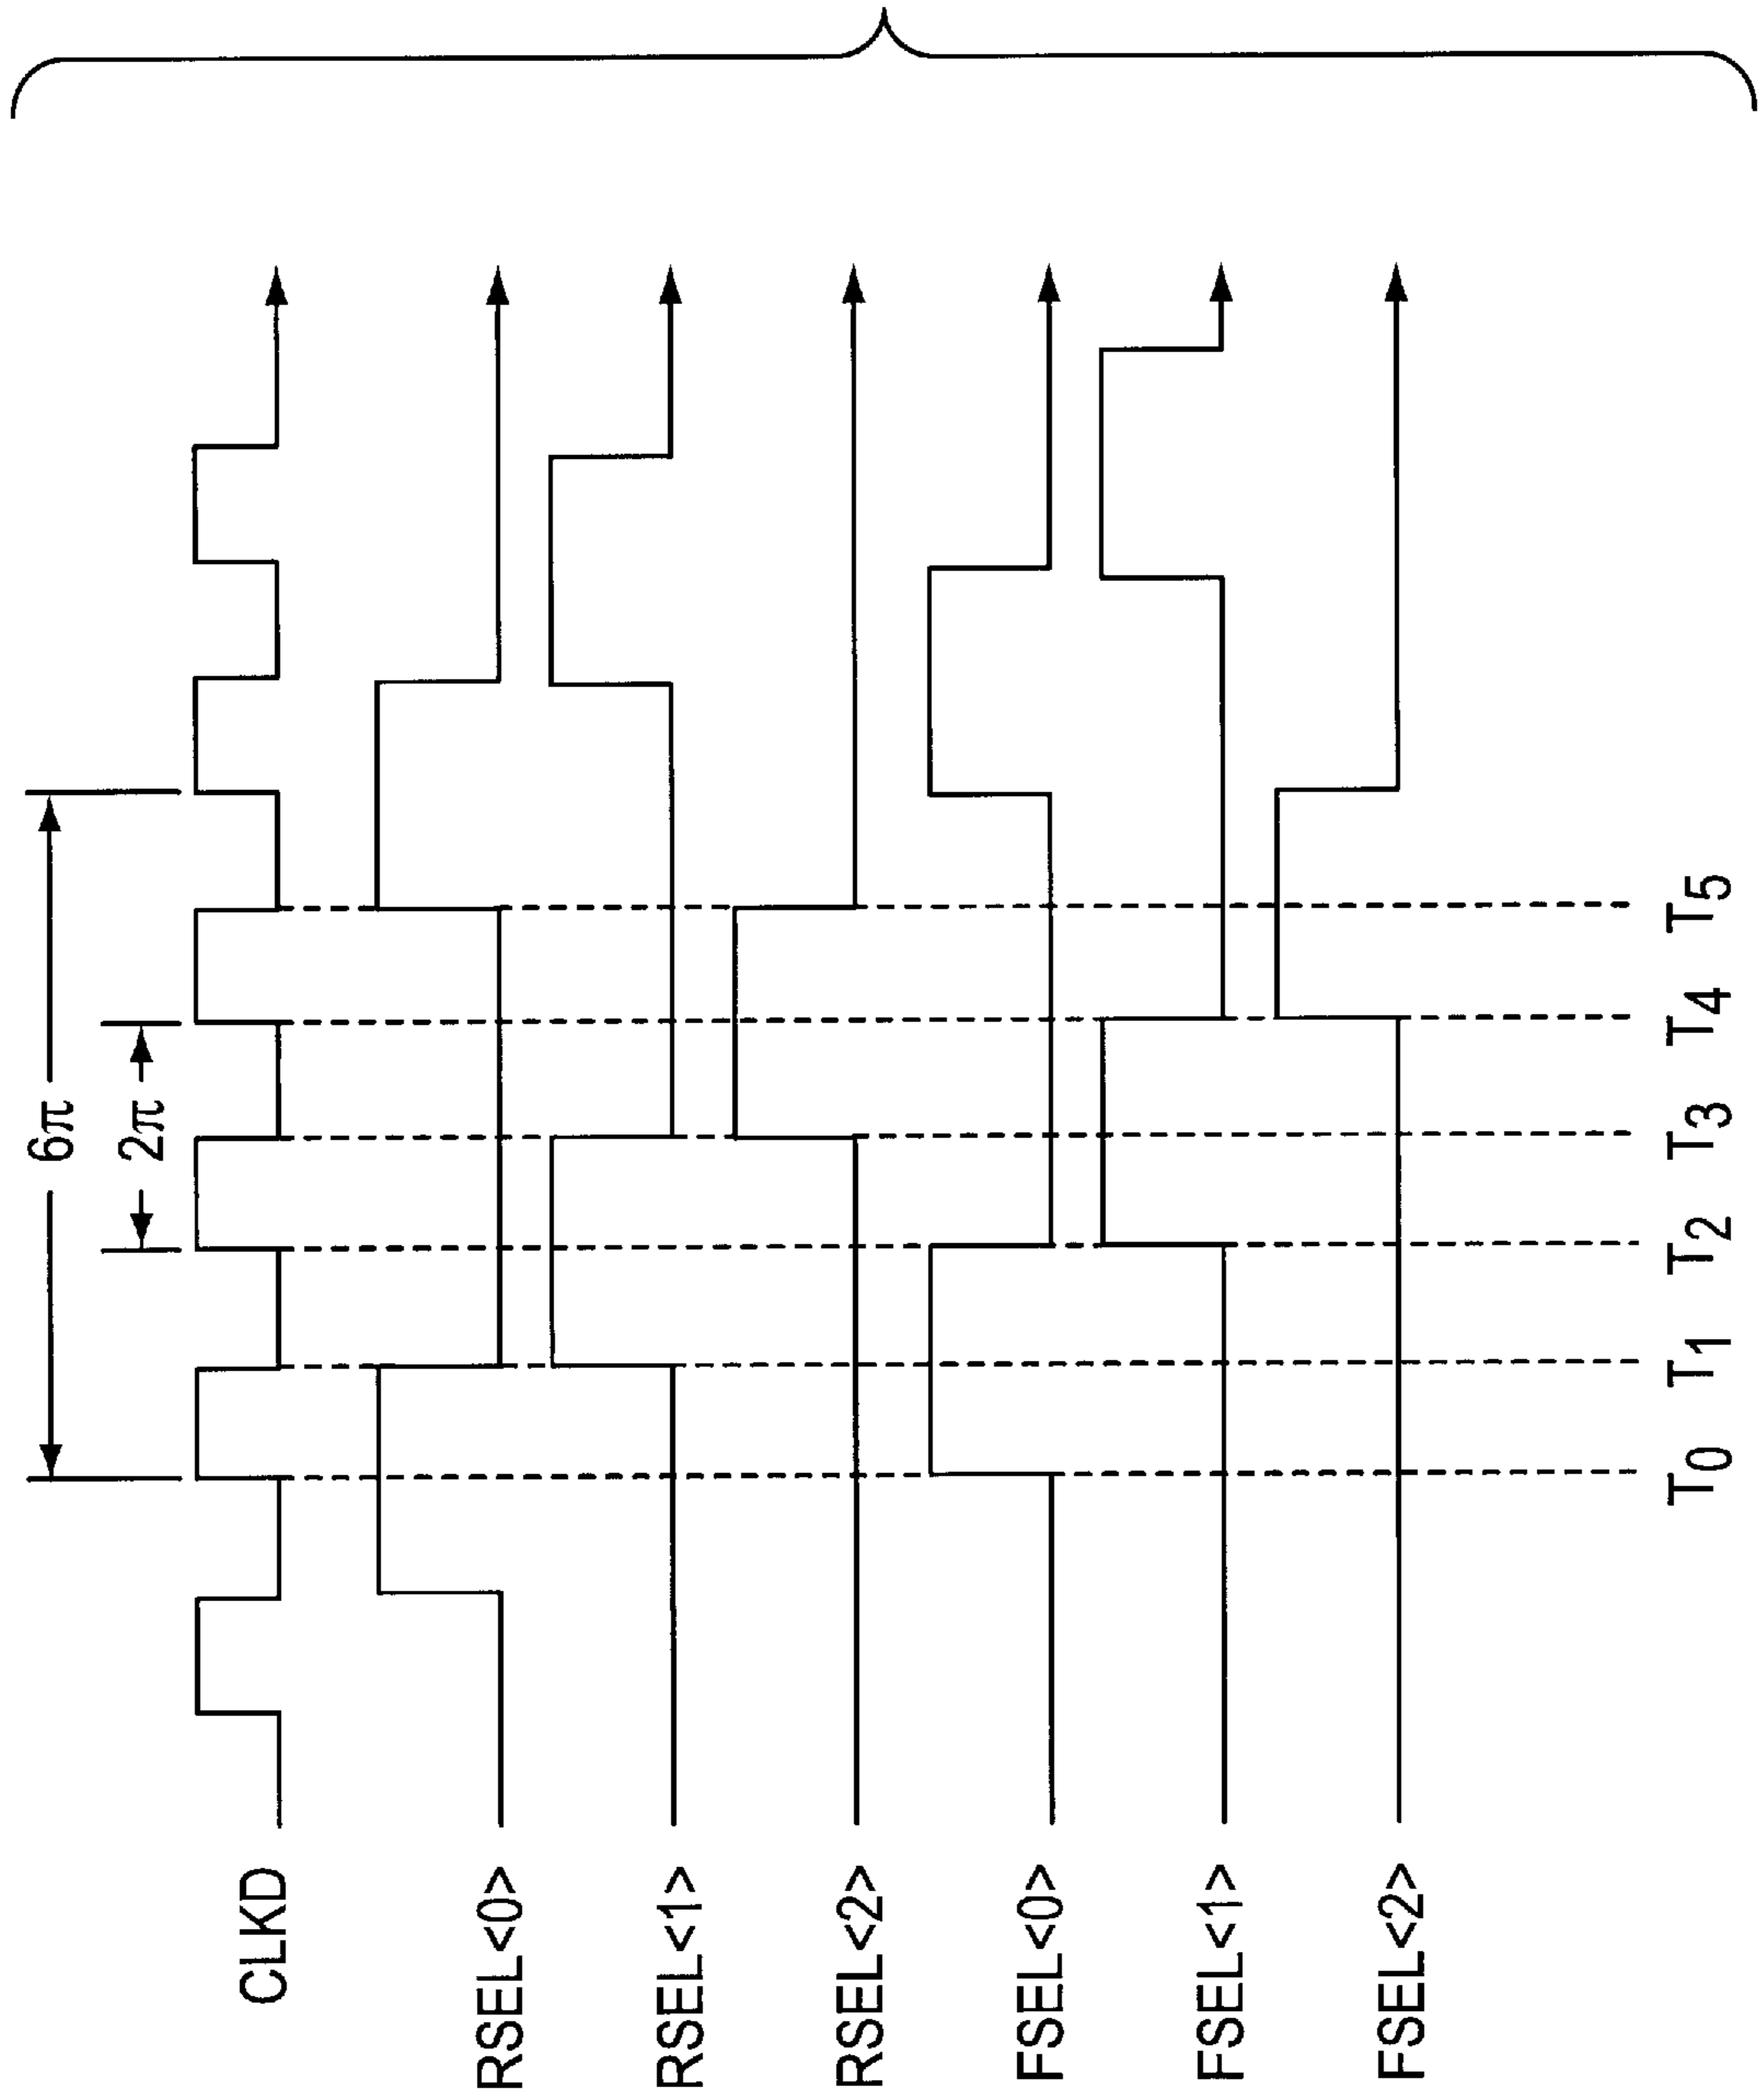 6π
2π
CLKD
RSEL<0>
RSEL<1>
RSEL<2>
FSEL<0>
FSEL<1>
FSEL<2>
T0 T1 T2 T3 T4 T5